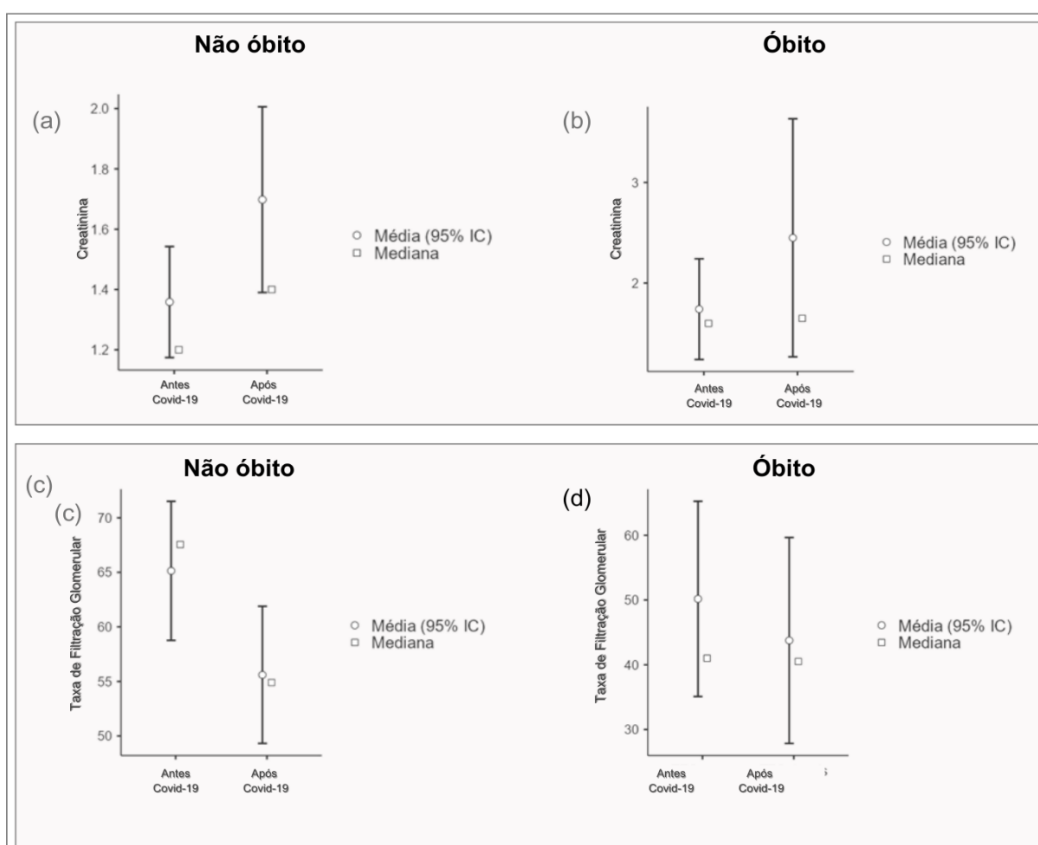 Não óbito
Óbito
(a)
Creatinina
2.0
1.8
1.6
1.4
1.2
Antes
Covid-19
Após
Covid-19
Média (95% IC)
Mediana
(b)
Creatinina
3
2
Antes
Covid-19
Após
Covid-19
Média (95% IC)
Mediana
Não óbito
Óbito
(c)
(c)
Taxa de Filtração Glomerular
70
65
60
55
50
Antes
Covid-19
Após
Covid-19
Média (95% IC)
Mediana
(d)
Taxa de Filtração Glomerular
60
50
40
30
Antes
Covid-19
Após
Covid-19
Média (95% IC)
Mediana